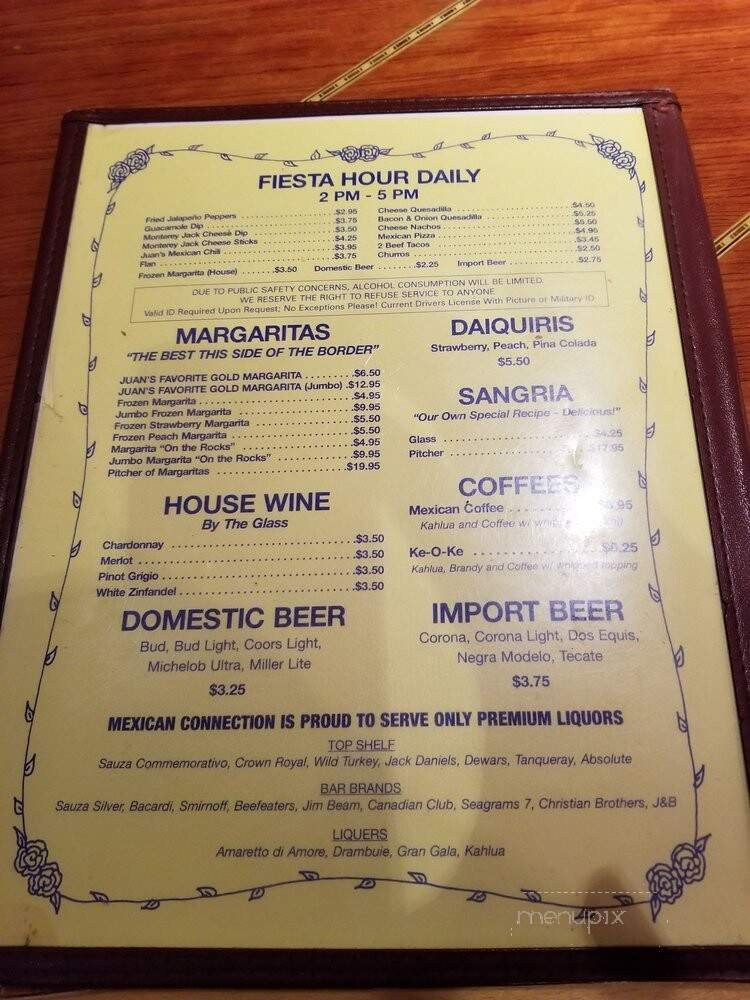 FIESTA HOUR DAILY
2 PM - 5 PM
Fried Jalapeño Peppers $2.95
Guacamole Dip $3.75
Monterey Jack Cheese Dip $3.50
Monterey Jack Cheese Sticks $4.25
Juan's Mexican Chili $3.95
Flan $3.75
Cheese Quesadilla $4.50
Bacon & Onion Quesadilla $5.25
Cheese Nachos $5.50
Mexican Pizza $4.95
2 Beef Tacos $3.45
Churros $2.50
Frozen Margarita (House) $3.50 Domestic Beer $2.25 Import Beer $2.75
DUE TO PUBLIC SAFETY CONCERNS, ALCOHOL CONSUMPTION WILL BE LIMITED.
WE RESERVE THE RIGHT TO REFUSE SERVICE TO ANYONE
Valid ID Required Upon Request; No Exceptions Please! Current Drivers License With Picture or Military ID
MARGARITAS
"THE BEST THIS SIDE OF THE BORDER"
JUAN'S FAVORITE GOLD MARGARITA $6.50
JUAN'S FAVORITE GOLD MARGARITA (Jumbo) $12.95
Frozen Margarita $4.95
Jumbo Frozen Margarita $9.95
Frozen Strawberry Margarita $5.50
Frozen Peach Margarita $5.50
Margarita "On the Rocks" $4.95
Jumbo Margarita "On the Rocks" $9.95
Pitcher of Margaritas $19.95
DAIQUIRIS
Strawberry, Peach, Pina Colada
$5.50
SANGRIA
"Our Own Special Recipe - Delicious!"
Glass $4.25
Pitcher $17.95
HOUSE WINE
By The Glass
Chardonnay $3.50
Merlot $3.50
Pinot Grigio $3.50
White Zinfandel $3.50
COFFEES
Mexican Coffee
Kahlua and Coffee w/
Ke-O-Ke $6.25
Kahlua, Brandy and Coffee w/ whipped topping
DOMESTIC BEER
Bud, Bud Light, Coors Light,
Michelob Ultra, Miller Lite
$3.25
IMPORT BEER
Corona, Corona Light, Dos Equis,
Negra Modelo, Tecate
$3.75
MEXICAN CONNECTION IS PROUD TO SERVE ONLY PREMIUM LIQUORS
TOP SHELF
Sauza Commemorativo, Crown Royal, Wild Turkey, Jack Daniels, Dewars, Tanqueray, Absolute
BAR BRANDS
Sauza Silver, Bacardi, Smirnoff, Beefeaters, Jim Beam, Canadian Club, Seagrams 7, Christian Brothers, J&B
LIQUERS
Amaretto di Amore, Drambuie, Gran Gala, Kahlua
menupix